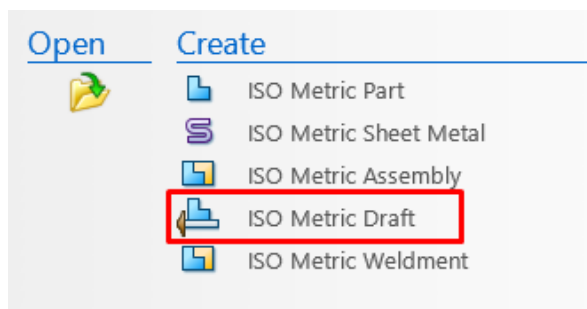 Open
Create
ISO Metric Part
ISO Metric Sheet Metal
ISO Metric Assembly
ISO Metric Draft
ISO Metric Weldment